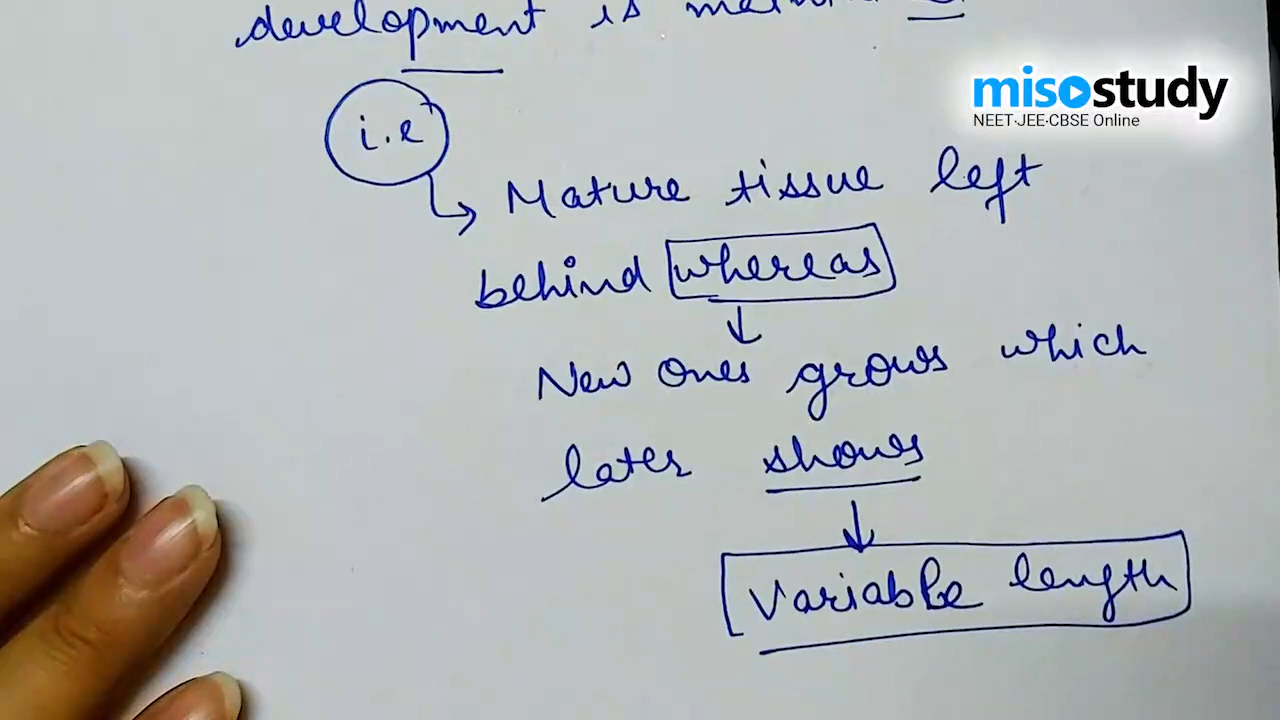 development is
misostudy
NEET-JEE-CBSE Online
i.e
Mature tissue left
behind whereas
New ones grows which
later shows
Variable length